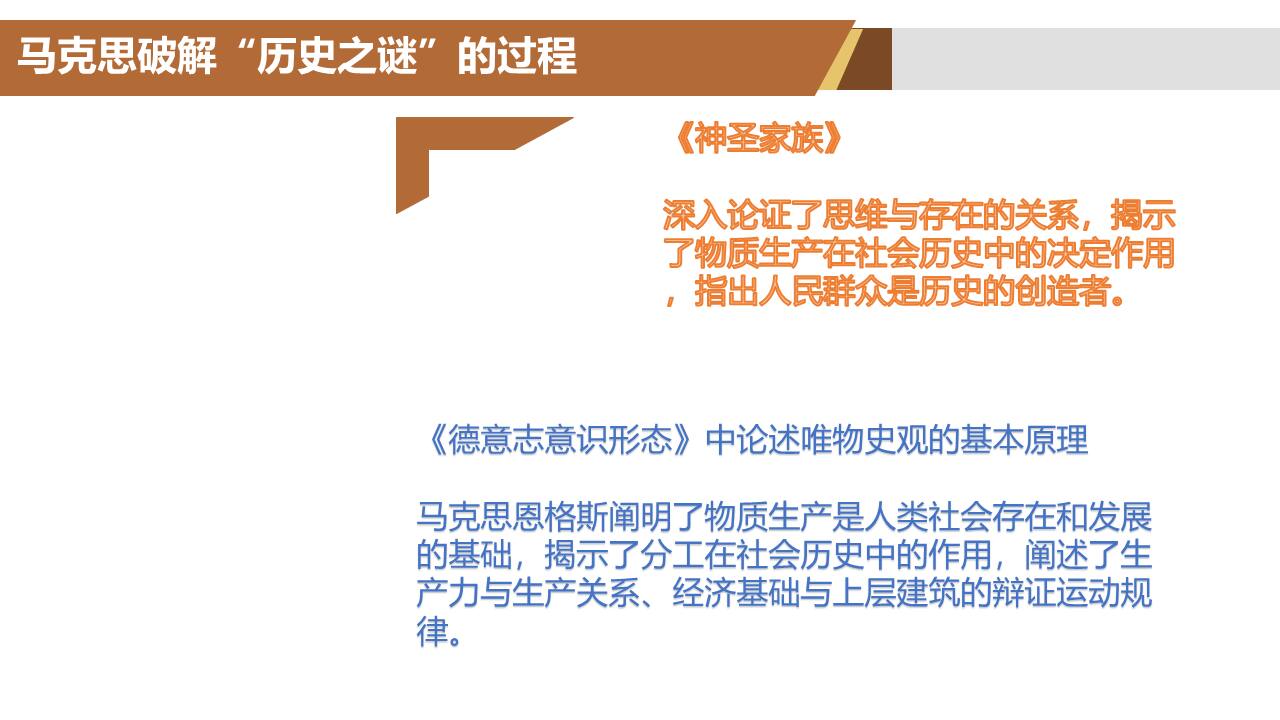 马克思破解“历史之谜”的过程
《神圣家族》
深入论证了思维与存在的关系，揭示
了物质生产在社会历史中的决定作用
，指出人民群众是历史的创造者。
《德意志意识形态》中论述唯物史观的基本原理
马克思恩格斯阐明了物质生产是人类社会存在和发展
的基础，揭示了分工在社会历史中的作用，阐述了生
产力与生产关系、经济基础与上层建筑的辩证运动规
律。